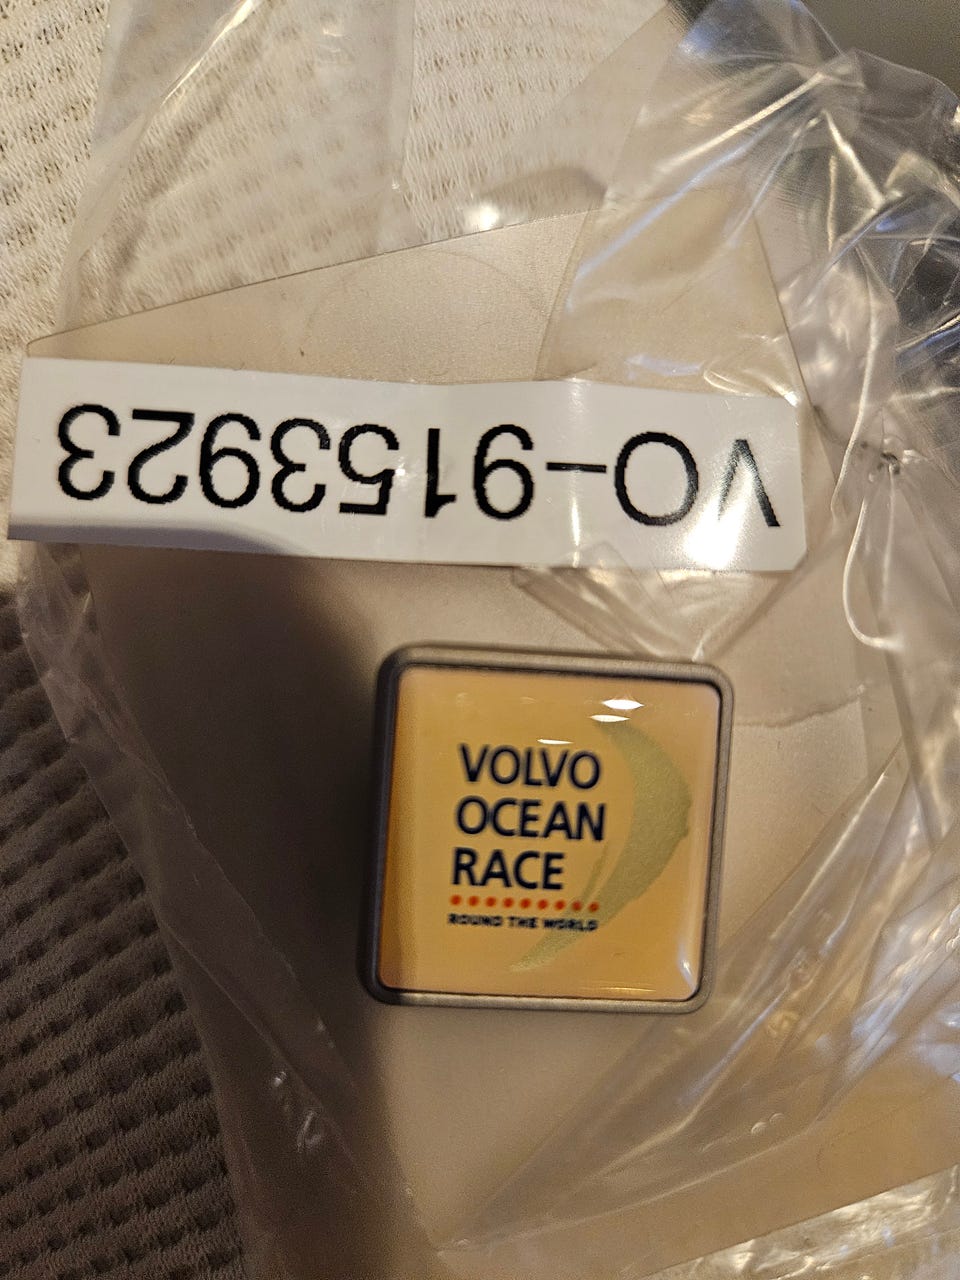 VO-9153923
VOLVO
OCEAN
RACE
ROUND THE WORLD